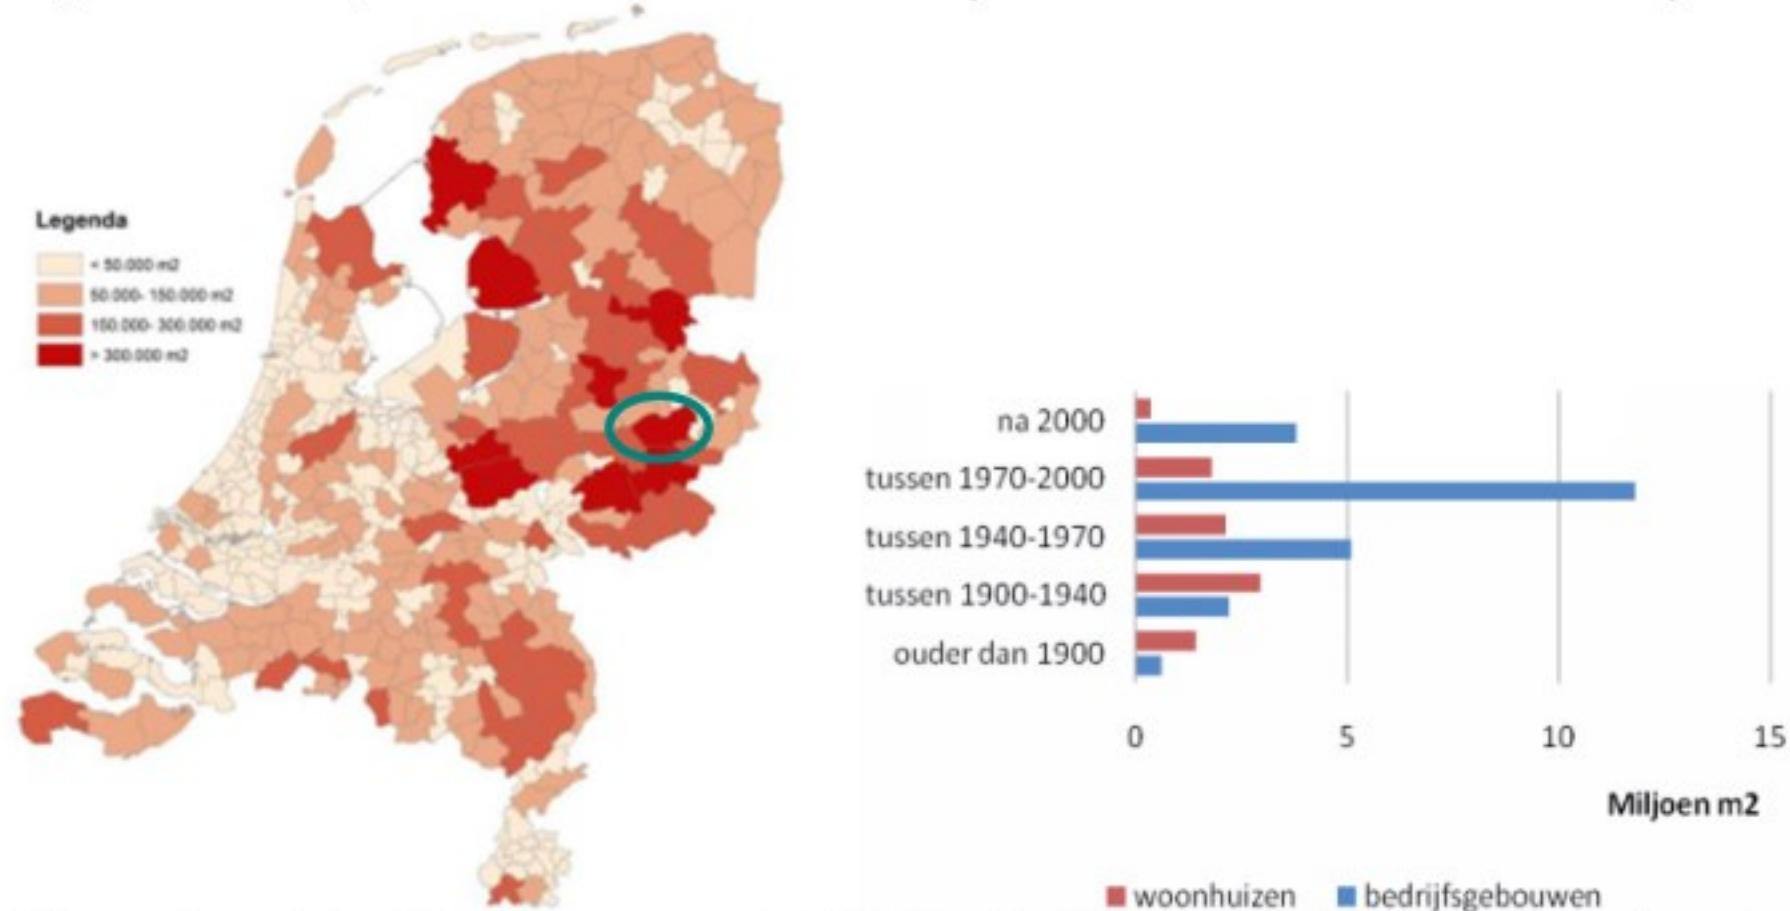 Legenda
< 50.000 m2
50.000- 150.000 m2
150.000- 300.000 m2
> 300.000 m2
na 2000
tussen 1970-2000
tussen 1940-1970
tussen 1900-1940
ouder dan 1900
0 5 10 15
Miljoen m2
woonhuizen bedrijfsgebouwen